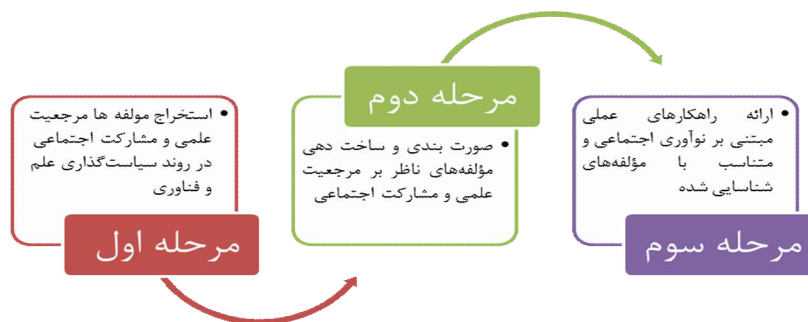 استخراج مولفه ها مرجعیت
علمی و مشارکت اجتماعی
در روند سیاست‌گذاری علم
و فناوری
مرحله اول
مرحله دوم
صورت بندی و ساخت دهی
مؤلفه‌های ناظر بر مرجعیت
علمی و مشارکت اجتماعی
ارائه راهکارهای عملی
مبتنی بر نوآوری اجتماعی و
متناسب با مؤلفه‌های
شناسایی شده
مرحله سوم